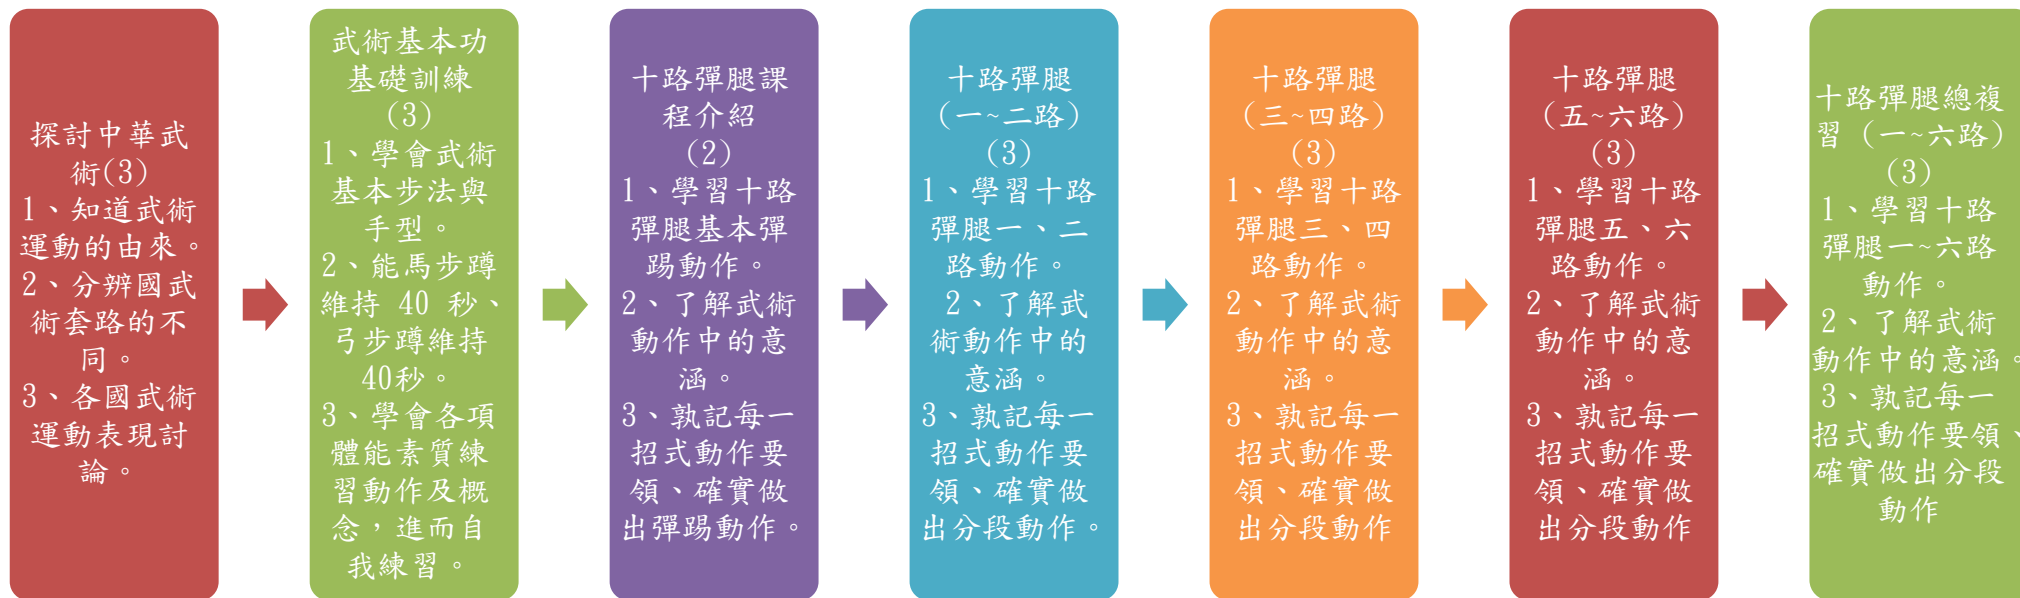 探討中華武
術(3)
1、知道武術
運動的由來。
2、分辨國武
術套路的不
同。
3、各國武術
運動表現討
論。
武術基本功
基礎訓練
(3)
1、學會武術
基本步法與
手型。
2、能馬步蹲
維持 40 秒、
弓步蹲維持
40秒。
3、學會各項
體能素質練
習動作及概
念，進而自
我練習。
十路彈腿課
程介紹
(2)
1、學習十路
彈腿基本彈
踢動作。
2、了解武術
動作中的意
涵。
3、孰記每一
招式動作要
領、確實做
出彈踢動作。
十路彈腿
(一~二路)
(3)
1、學習十路
彈腿一、二
路動作。
2、了解武
術動作中的
意涵。
3、孰記每一
招式動作要
領、確實做
出分段動作。
十路彈腿
(三~四路)
(3)
1、學習十路
彈腿三、四
路動作。
2、了解武術
動作中的意
涵。
3、孰記每一
招式動作要
領、確實做
出分段動作
十路彈腿
(五~六路)
(3)
1、學習十路
彈腿五、六
路動作。
2、了解武術
動作中的意
涵。
3、孰記每一
招式動作要
領、確實做
出分段動作
十路彈腿總複
習 (一~六路)
(3)
1、學習十路
彈腿一~六路
動作。
2、了解武術
動作中的意涵。
3、孰記每一
招式動作要領、
確實做出分段
動作